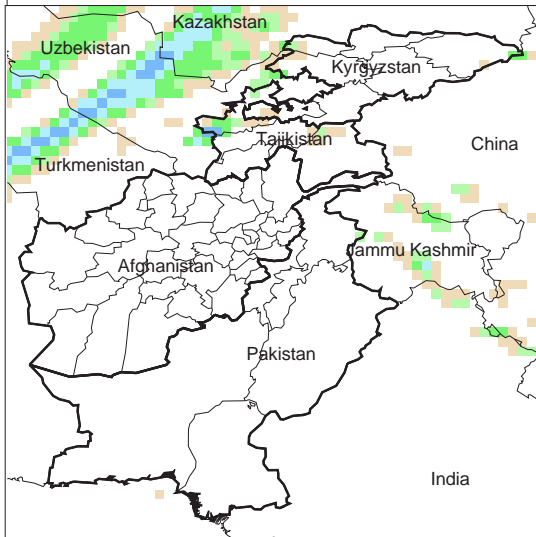 Kazakhstan
Uzbekistan
Kyrgyzstan
Tajikistan
China
Turkmenistan
Jammu Kashmir
Afghanistan
Pakistan
India